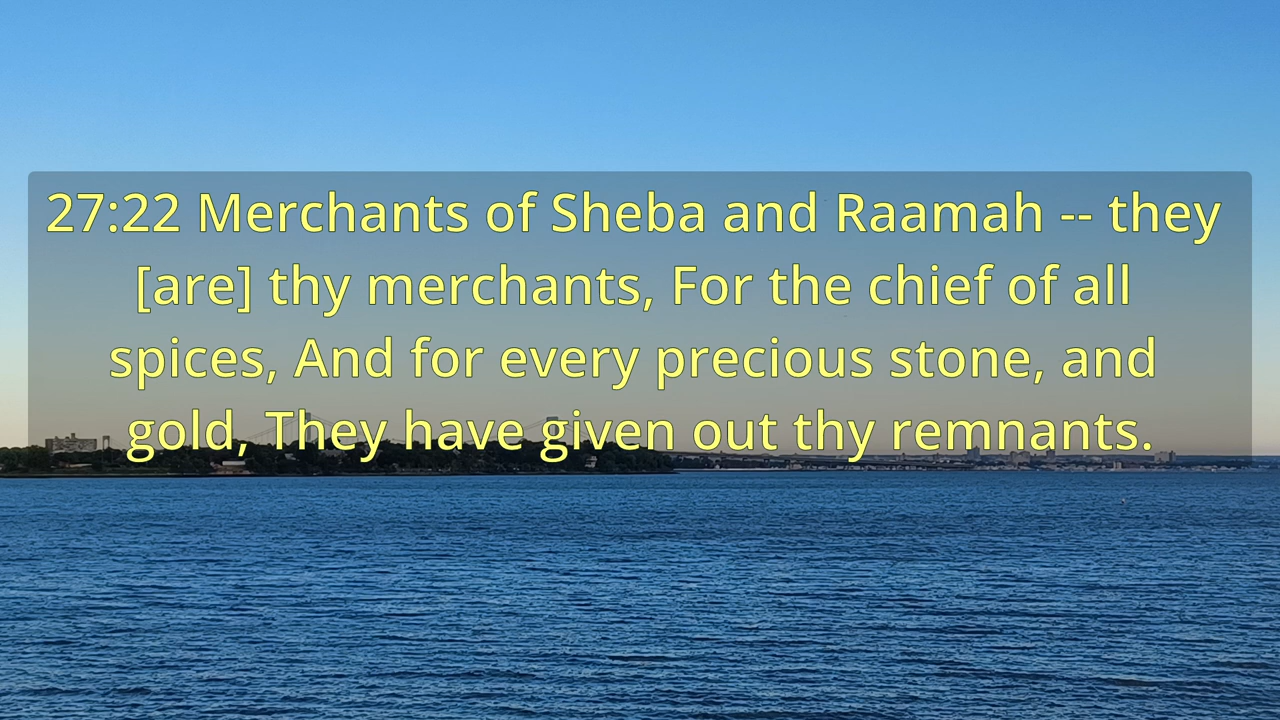 27:22 Merchants of Sheba and Raamah -- they
[are] thy merchants, For the chief of all
spices, And for every precious stone, and
gold, They have given out thy remnants.